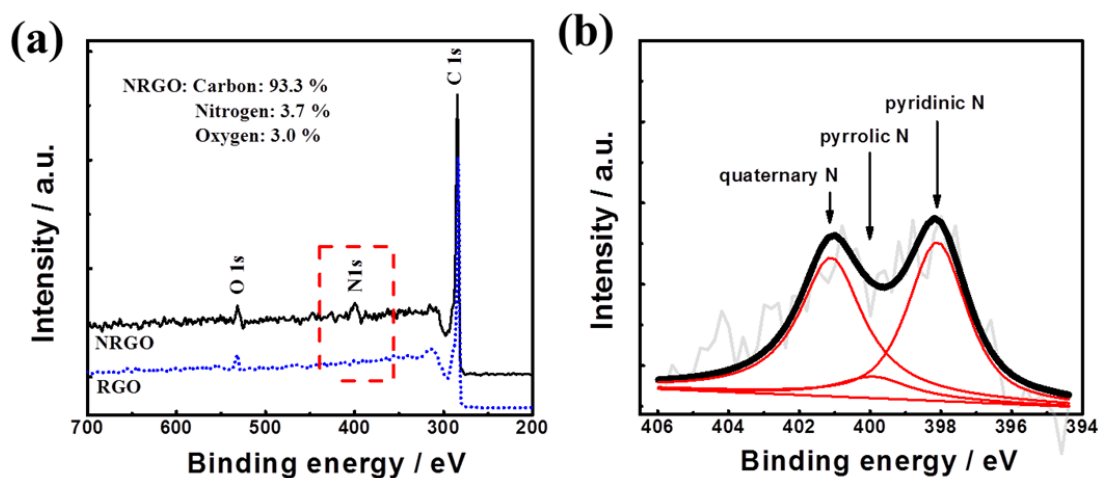 (a)
NRGO: Carbon: 93.3 %
Nitrogen: 3.7 %
Oxygen: 3.0 %
C 1s
O 1s
N1s
NRGO
RGO
Intensity / a.u.
700 600 500 400 300 200
Binding energy / eV
(b)
pyridinic N
pyrrolic N
quaternary N
Intensity / a.u.
406 404 402 400 398 396 394
Binding energy / eV